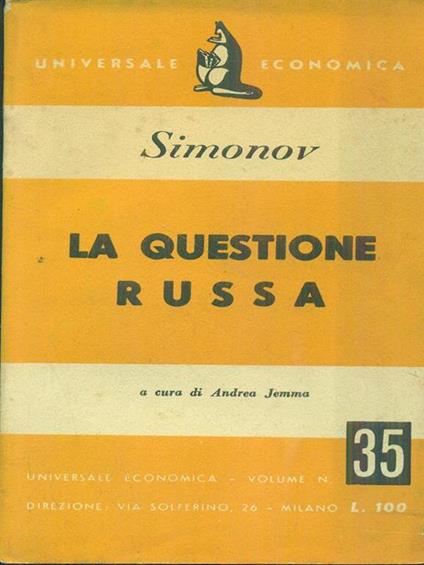 UNIVERSALE ECONOMICA
Simonov
LA QUESTIONE
RUSSA
a cura di Andrea Jemma
UNIVERSALE ECONOMICA - VOLUME N. 35
DIREZIONE: VIA SOLFERINO, 26 - MILANO L. 100